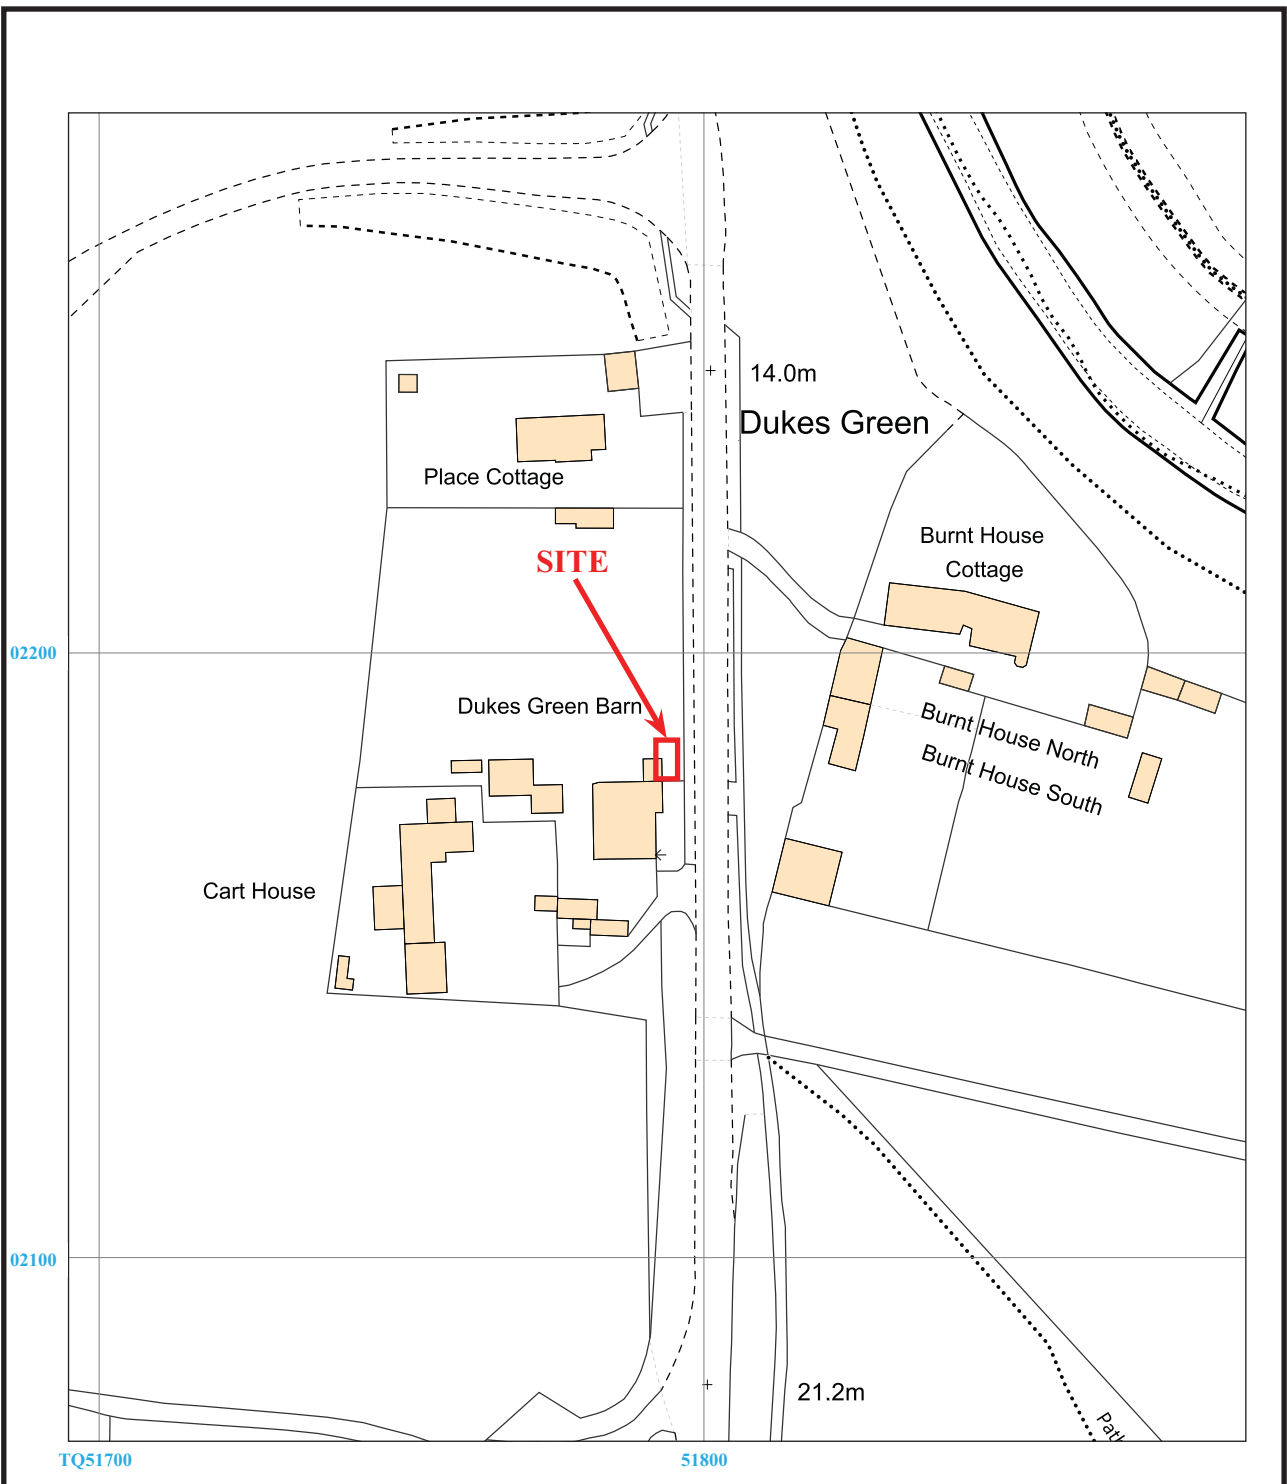 14.0m
Dukes Green
Place Cottage
Burnt House
Cottage
SITE
02200
Dukes Green Barn
Burnt House North
Burnt House South
Cart House
02100
21.2m
Path
TQ51700
51800